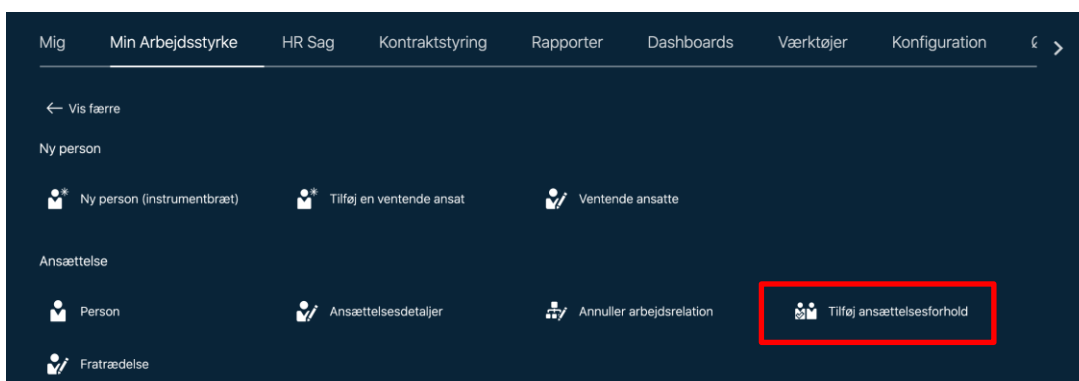 Mig Min Arbejdsstyrke HR Sag Kontraktstyring Rapporter Dashboards Værktøjer Konfiguration
← Vis færre
Ny person
Ny person (instrumentbræt) Tilføj en ventende ansat Ventende ansatte
Ansættelse
Person Ansættelsesdetaljer Annuller arbejdsrelation Tilføj ansættelsesforhold
Fratrædelse